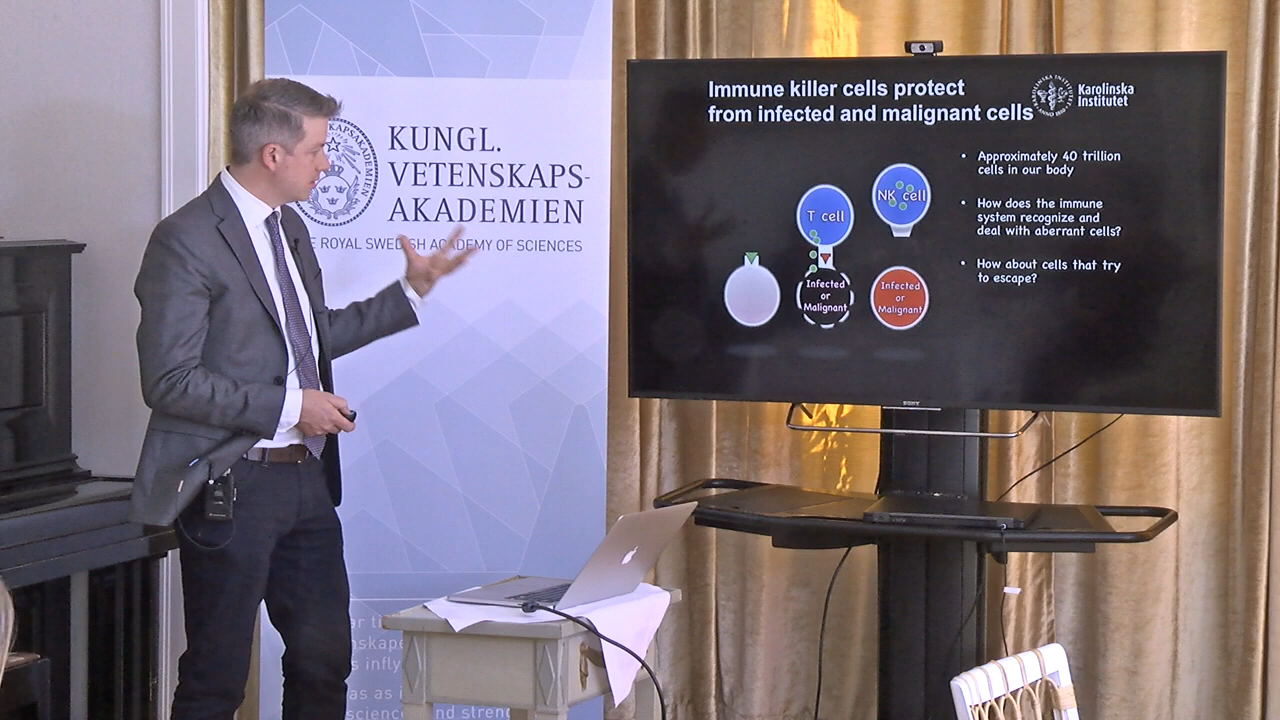 KUNGL.
VETENSKAPS-
AKADEMIEN
ROYAL SWEDISH ACADEMY OF SCIENCES
Immune killer cells protect
from infected and malignant cells
Karolinska
Institutet
• Approximately 40 trillion
cells in our body
• How does the immune
system recognize and
deal with aberrant cells?
• How about cells that try
to escape?
T cell
NK cell
Infected
or
Malignant
Infected
or
Malignant
SONY